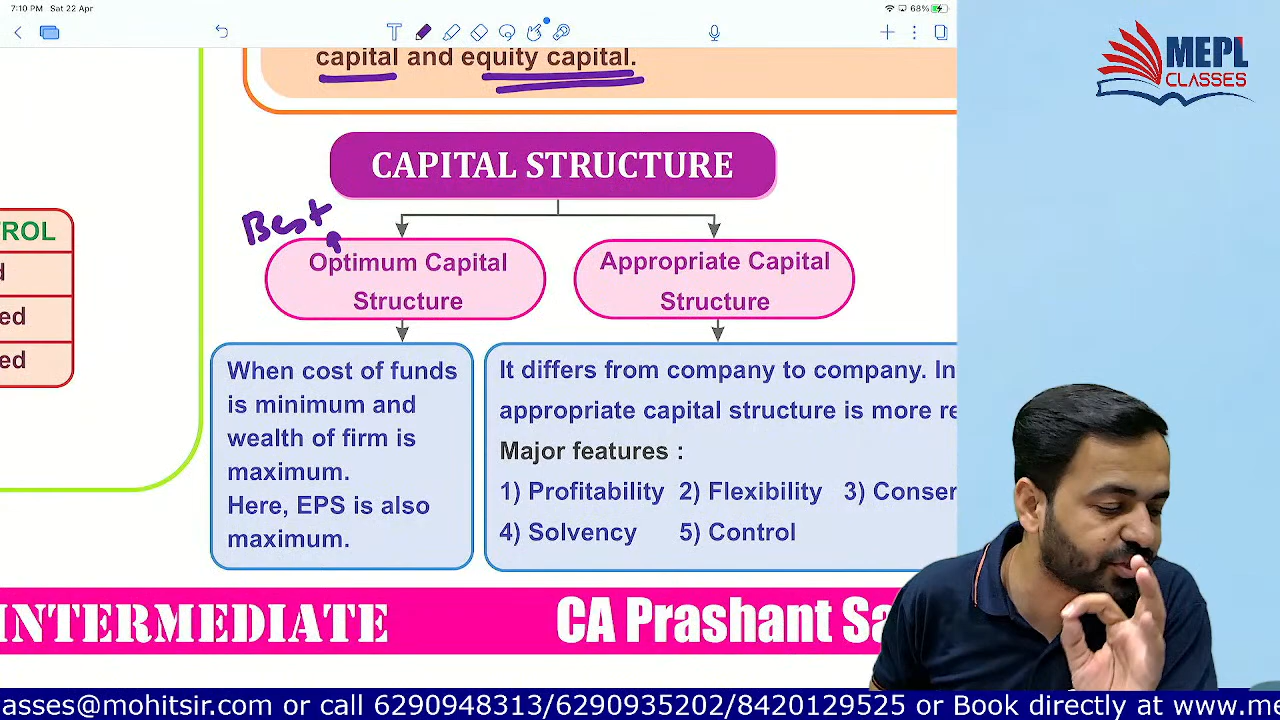 7:10 PM Sat 22 Apr
68%
MEPL
CLASSES
capital and equity capital.
CAPITAL STRUCTURE
Best
Optimum Capital
Structure
Appropriate Capital
Structure
ROL
d
ed
ed
When cost of funds
is minimum and
wealth of firm is
maximum.
Here, EPS is also
maximum.
It differs from company to company. In
appropriate capital structure is more re
Major features :
1) Profitability 2) Flexibility 3) Conser
4) Solvency 5) Control
INTERMEDIATE
CA Prashant Sa
lasses@mohitsir.com or call 6290948313/6290935202/8420129525 or Book directly at www.me